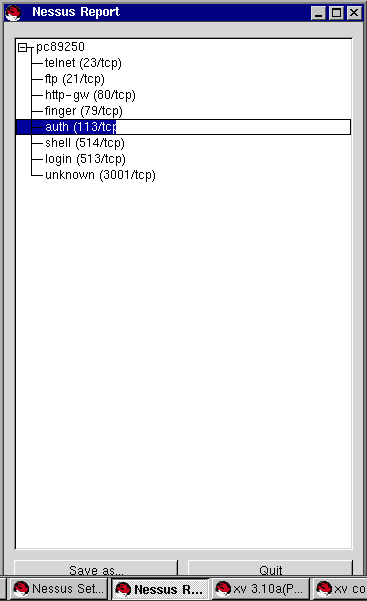 Nessus Report
pc89250
telnet (23/tcp)
ftp (21/tcp)
http-gw (80/tcp)
finger (79/tcp)
auth (113/tcp
shell (514/tcp)
login (513/tcp)
unknown (3001/tcp)
Save as... Quit
Nessus Set... Nessus R... xv 3.10a(P... xv co